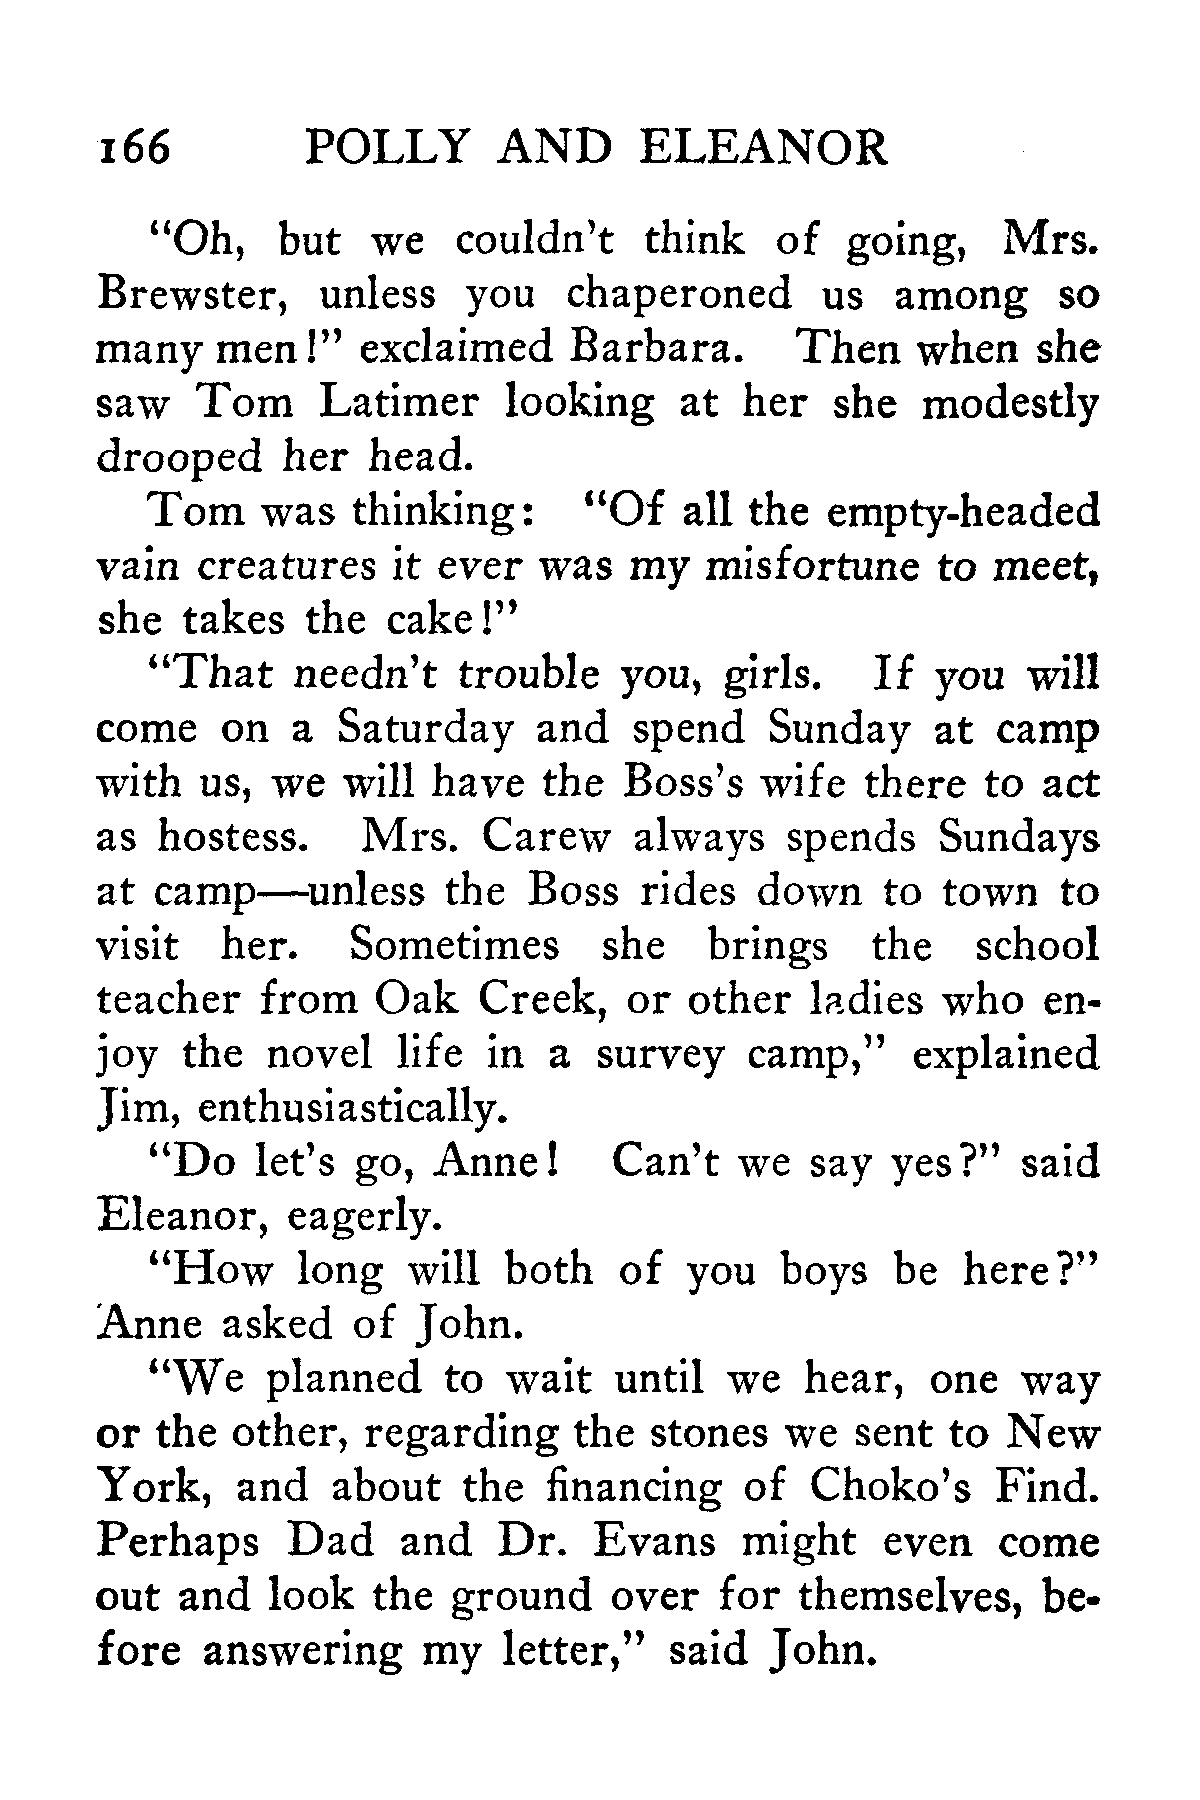 166 POLLY AND ELEANOR
“Oh, but we couldn’t think of going, Mrs.
Brewster, unless you chaperoned us among so
many men!” exclaimed Barbara. Then when she
saw Tom Latimer looking at her she modestly
drooped her head.
Tom was thinking: “Of all the empty-headed
vain creatures it ever was my misfortune to meet,
she takes the cake!”
“That needn’t trouble you, girls. If you will
come on a Saturday and spend Sunday at camp
with us, we will have the Boss’s wife there to act
as hostess. Mrs. Carew always spends Sundays
at camp—unless the Boss rides down to town to
visit her. Sometimes she brings the school
teacher from Oak Creek, or other ladies who en-
joy the novel life in a survey camp,” explained
Jim, enthusiastically.
“Do let’s go, Anne! Can’t we say yes?” said
Eleanor, eagerly.
“How long will both of you boys be here?”
Anne asked of John.
“We planned to wait until we hear, one way
or the other, regarding the stones we sent to New
York, and about the financing of Choko’s Find.
Perhaps Dad and Dr. Evans might even come
out and look the ground over for themselves, be-
fore answering my letter,” said John.